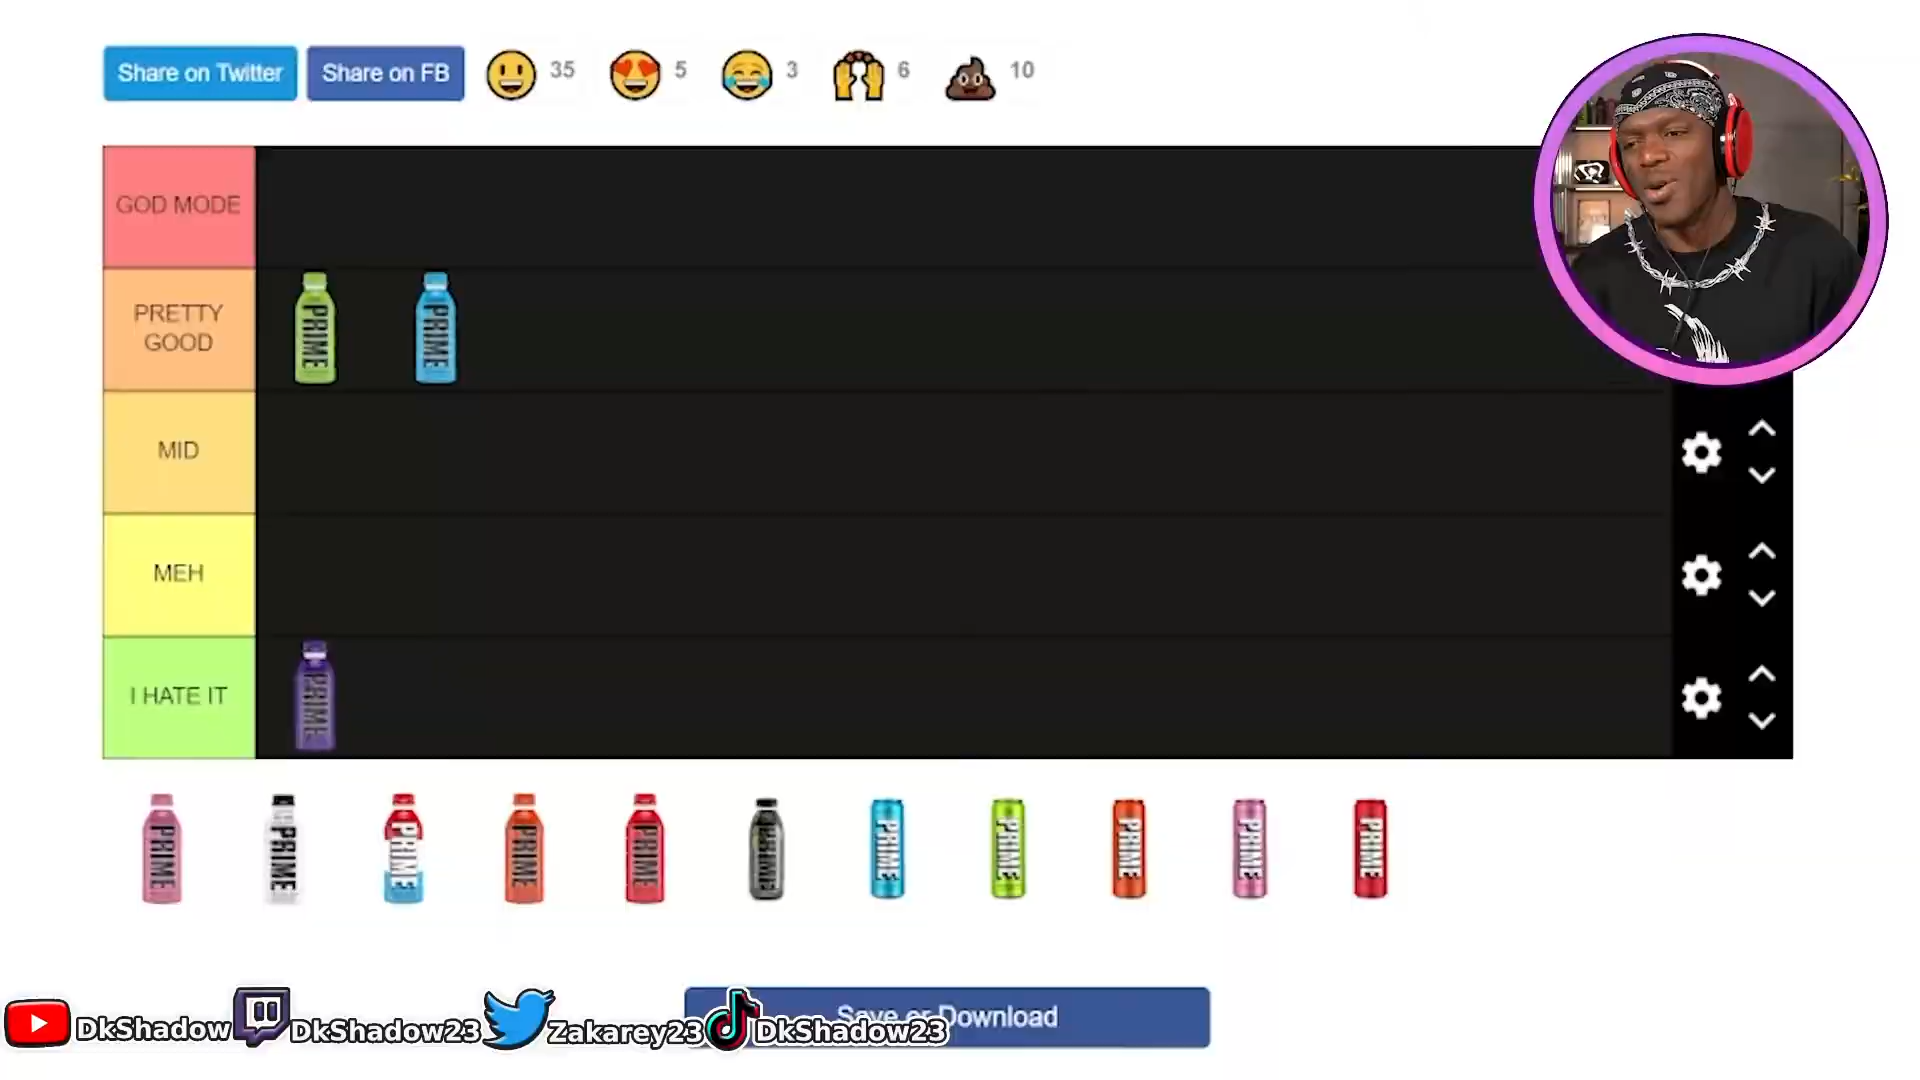 Share on Twitter
Share on FB
35
5
3
6
10
GOD MODE
PRETTY
GOOD
PRIME
PRIME
MID
MEH
I HATE IT
PRIME
PRIME
PRIME
PRIME
PRIME
PRIME
PRIME
PRIME
PRIME
PRIME
PRIME
PRIME
Save or Download
DkShadow
DkShadow23
Zakarey23
DkShadow23